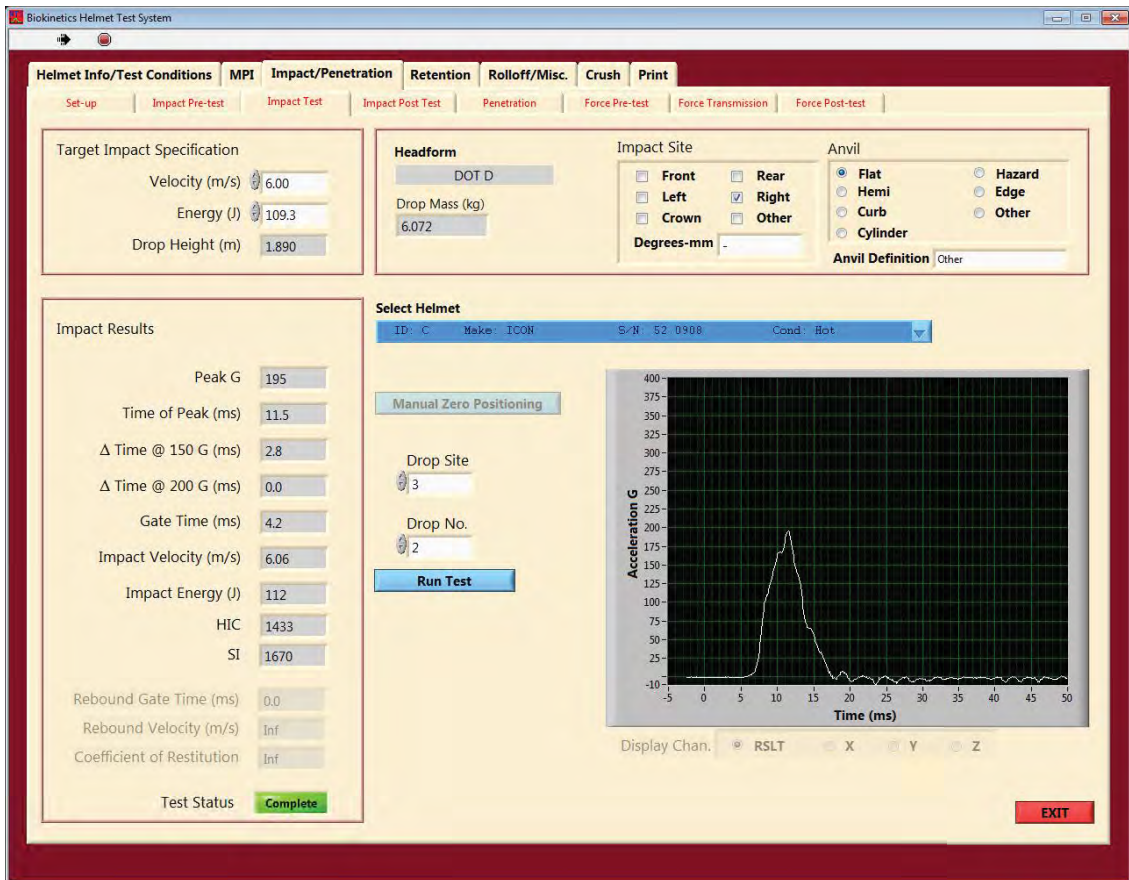 Biokinetics Helmet Test System
Helmet Info/Test Conditions MPI Impact/Penetration Retention Rolloff/Misc. Crush Print
Set-up Impact Pre-test Impact Test Impact Post Test Penetration Force Pre-test Force Transmission Force Post-test
Target Impact Specification
Velocity (m/s) 6.00
Energy (J) 109.3
Drop Height (m) 1.890
Headform
DOT D
Drop Mass (kg)
6.072
Impact Site
Front Rear
Left Right
Crown Other
Degrees-mm -
Anvil
Flat Hazard
Hemi Edge
Curb Other
Cylinder
Anvil Definition Other
Select Helmet
ID: C Make: ICON S/N: 52 0908 Cond: Hot
Impact Results
Peak G 195
Time of Peak (ms) 11.5
Δ Time @ 150 G (ms) 2.8
Δ Time @ 200 G (ms) 0.0
Gate Time (ms) 4.2
Impact Velocity (m/s) 6.06
Impact Energy (J) 112
HIC 1433
SI 1670
Rebound Gate Time (ms) 0.0
Rebound Velocity (m/s) Inf
Coefficient of Restitution Inf
Test Status Complete
Manual Zero Positioning
Drop Site
3
Drop No.
2
Run Test
Acceleration G
400
375
350
325
300
275
250
225
200
175
150
125
100
75
50
25
-10
-5 0 5 10 15 20 25 30 35 40 45 50
Time (ms)
Display Chan. RSLT X Y Z
EXIT